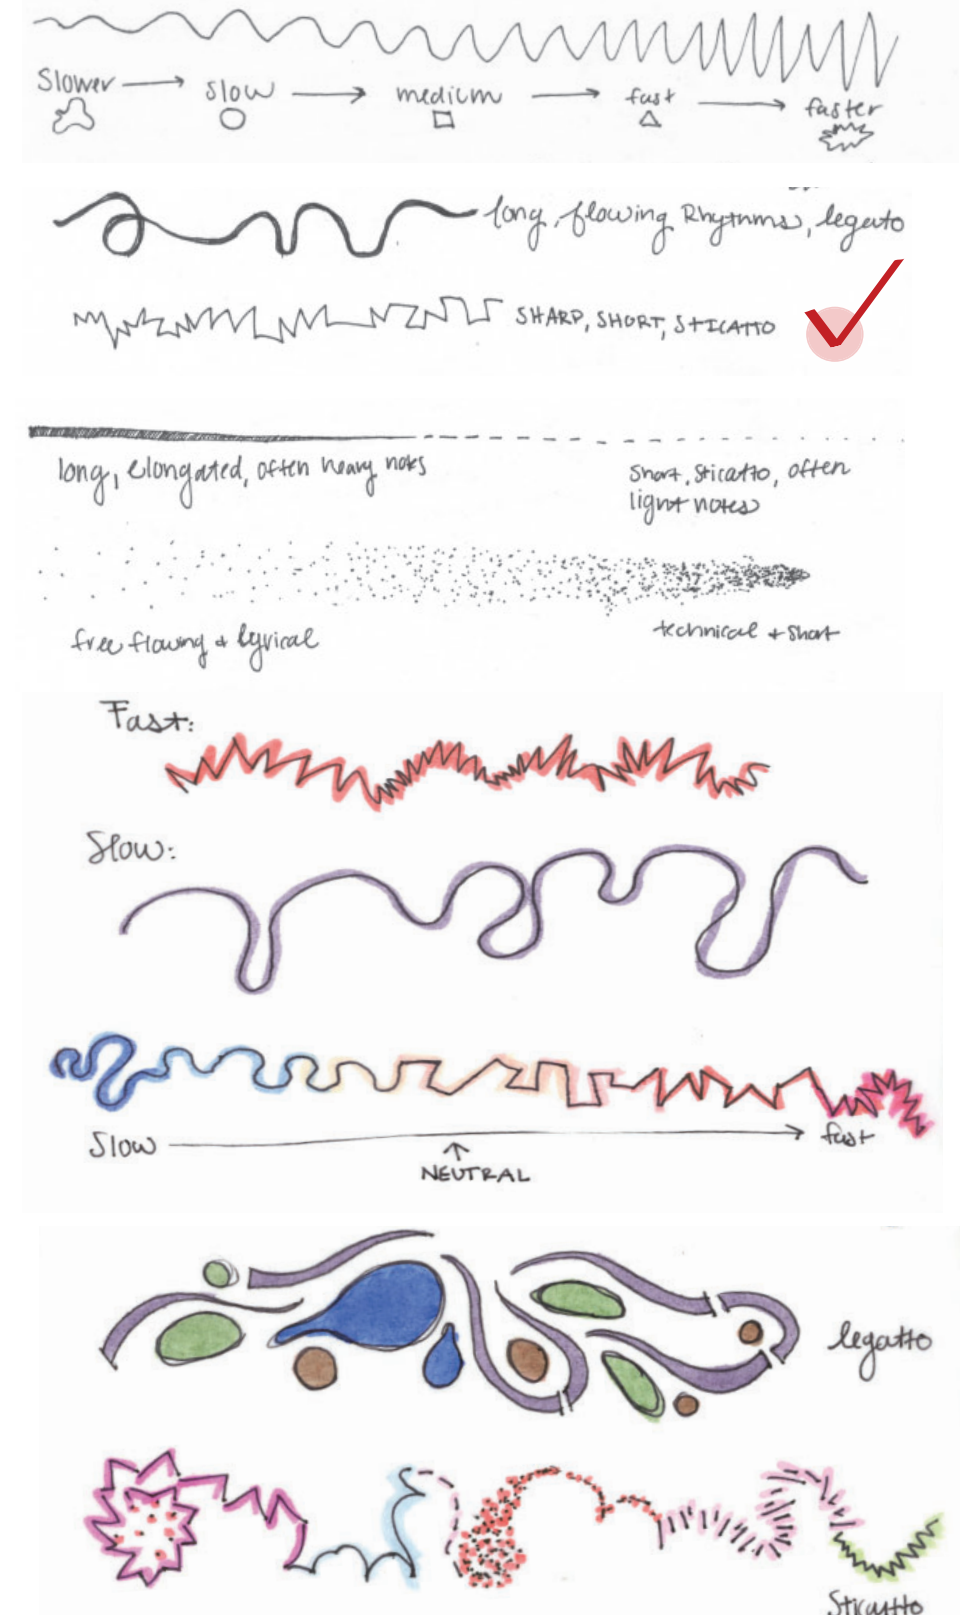 Slower → slow → medium → fast → faster
long, flowing Rhythms, legato
SHARP, SHORT, STICATTO
long, elongated, often heavy notes
Short, Sticatto, often
light notes
free flowing + lyrical
technical + short
Fast:
Slow:
Slow → fast
↑
NEUTRAL
legatto
Sticatto